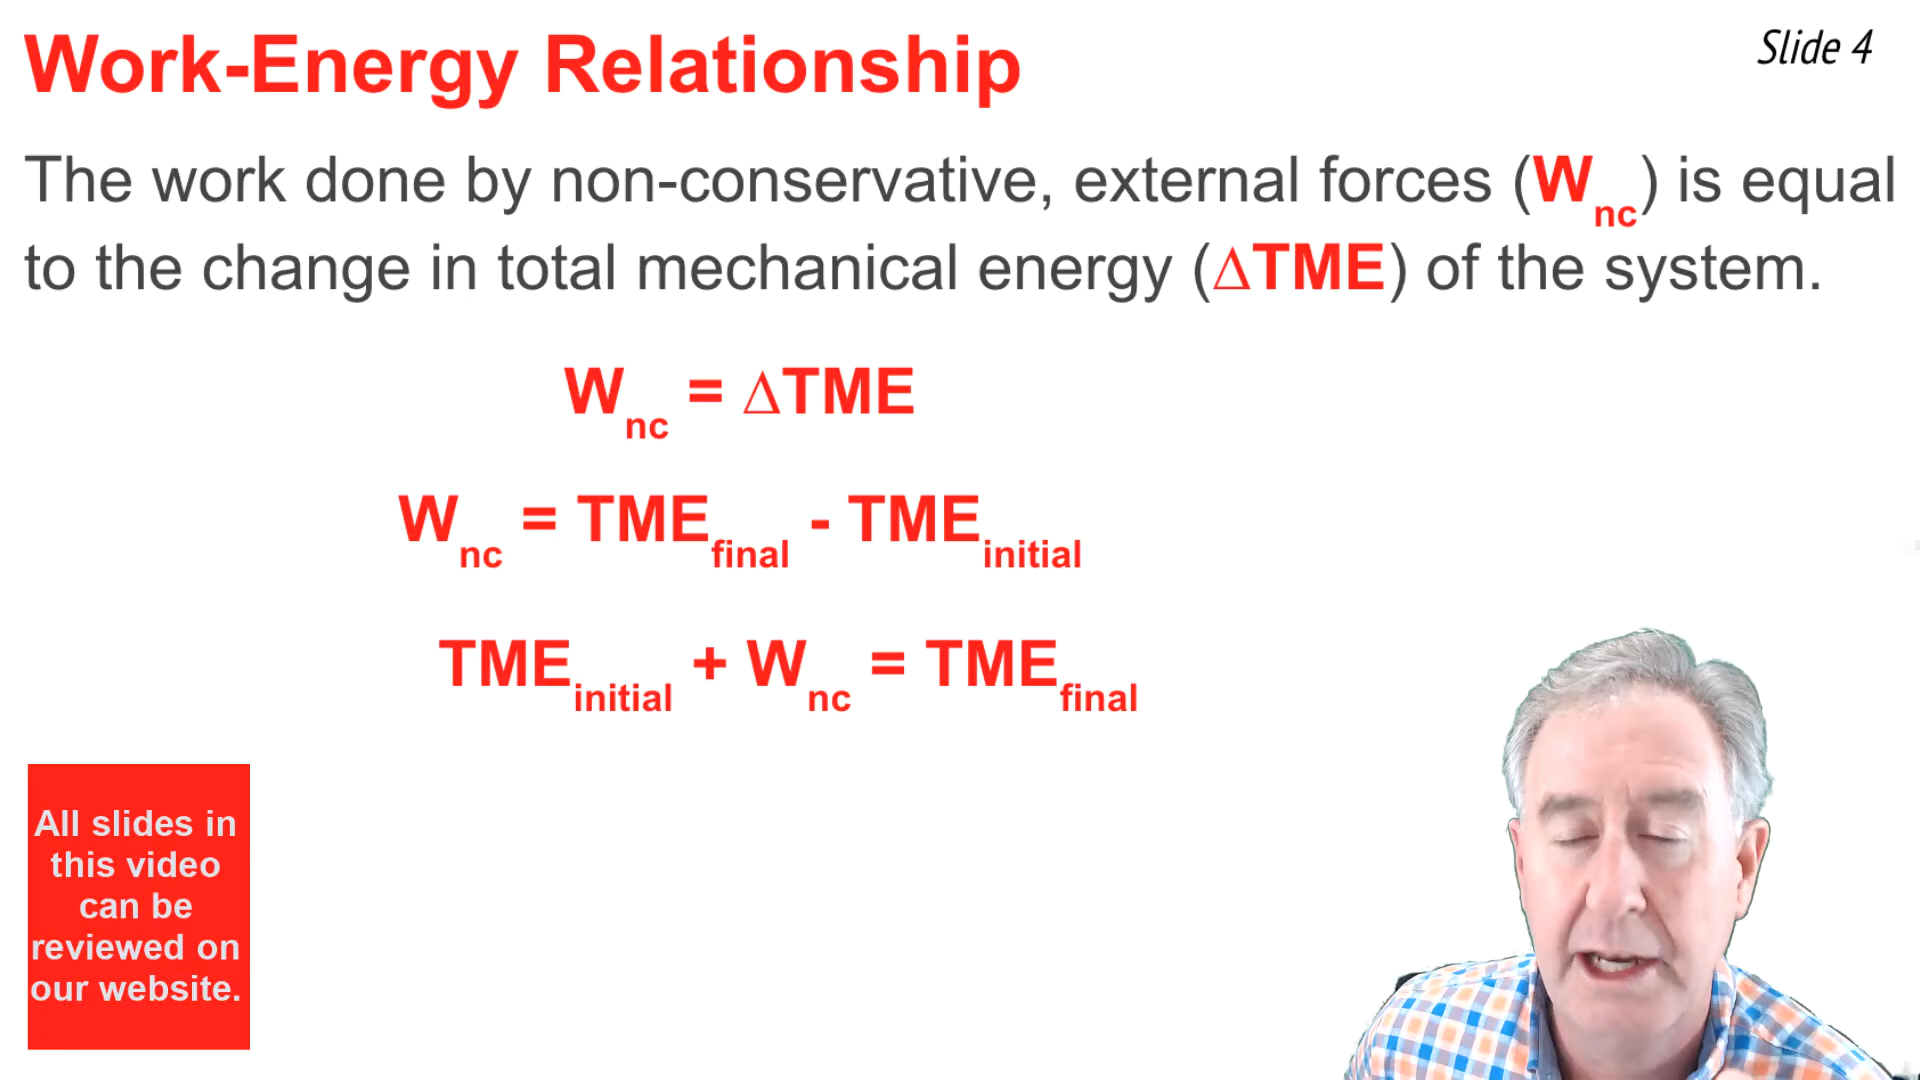 Work-Energy Relationship
Slide 4
The work done by non-conservative, external forces (Wnc) is equal
to the change in total mechanical energy (ΔTME) of the system.
Wnc = ΔTME
Wnc = TMEfinal - TMEinitial
TMEinitial + Wnc = TMEfinal
All slides in
this video
can be
reviewed on
our website.